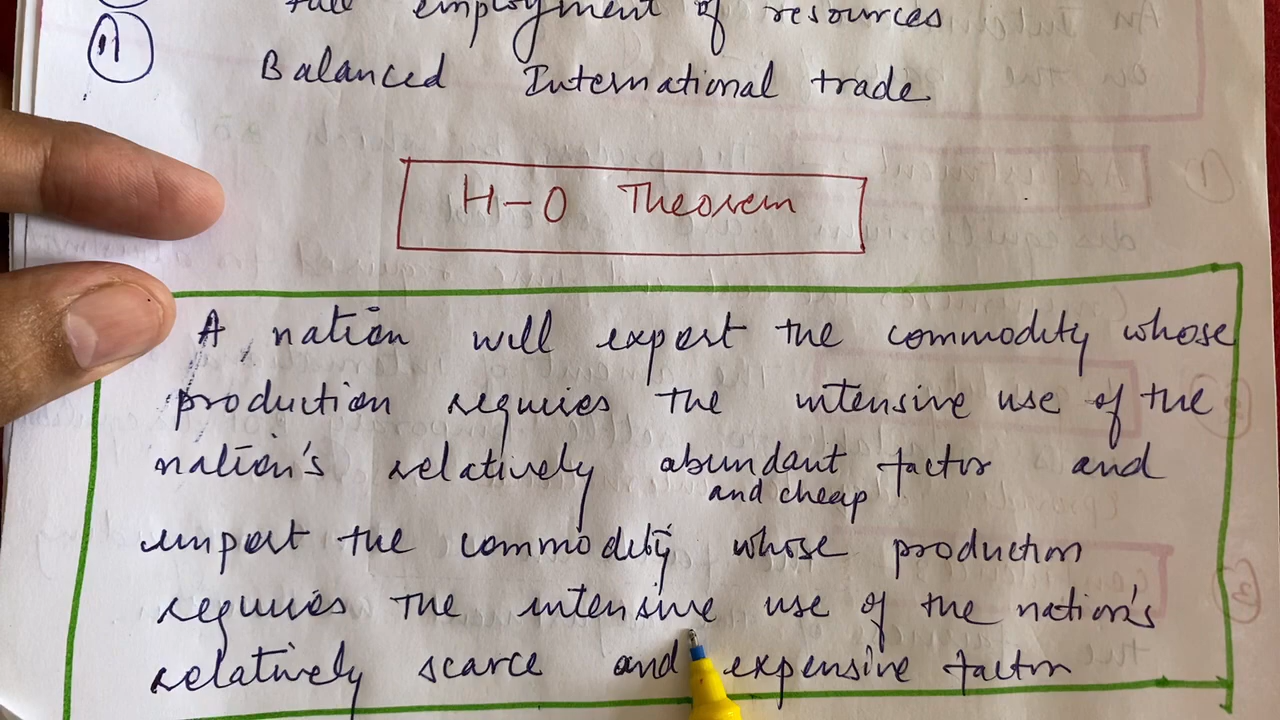 full employment of resources
11 Balanced International trade
H-O Theorem
A nation will export the commodity whose
production requires the intensive use of the
nation's relatively abundant factor and
and cheap
import the commodity whose production
requires the intensive use of the nation's
relatively scarce and expensive factor